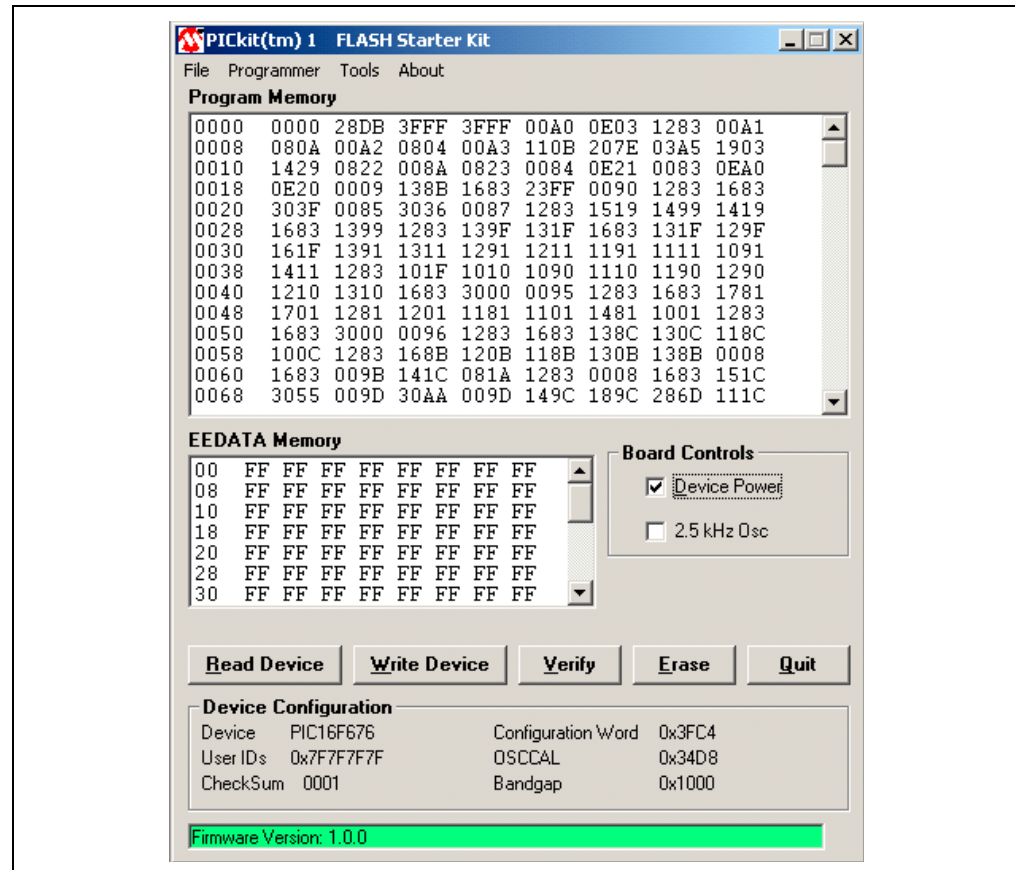 PICkit(tm) 1 FLASH Starter Kit
File Programmer Tools About
Program Memory
0000 0000 28DB 3FFF 3FFF 00A0 0E03 1283 00A1
0008 080A 00A2 0804 00A3 110B 207E 03A5 1903
0010 1429 0822 008A 0823 0084 0E21 0083 0EA0
0018 0E20 0009 138B 1683 23FF 0090 1283 1683
0020 303F 0085 3036 0087 1283 1519 1499 1419
0028 1683 1399 1283 139F 131F 1683 131F 129F
0030 161F 1391 1311 1291 1211 1191 1111 1091
0038 1411 1283 101F 1010 1090 1110 1190 1290
0040 1210 1310 1683 3000 0095 1283 1683 1781
0048 1701 1281 1201 1181 1101 1481 1001 1283
0050 1683 3000 0096 1283 1683 138C 130C 118C
0058 100C 1283 168B 120B 118B 130B 138B 0008
0060 1683 009B 141C 081A 1283 0008 1683 151C
0068 3055 009D 30AA 009D 149C 189C 286D 111C
EEDATA Memory
00 FF FF FF FF FF FF FF FF
08 FF FF FF FF FF FF FF FF
10 FF FF FF FF FF FF FF FF
18 FF FF FF FF FF FF FF FF
20 FF FF FF FF FF FF FF FF
28 FF FF FF FF FF FF FF FF
30 FF FF FF FF FF FF FF FF
Board Controls
Device Power
2.5 kHz Osc
Read Device Write Device Verify Erase Quit
Device Configuration
Device PIC16F676 Configuration Word 0x3FC4
User IDs 0x7F7F7F7F OSCCAL 0x34D8
CheckSum 0001 Bandgap 0x1000
Firmware Version: 1.0.0